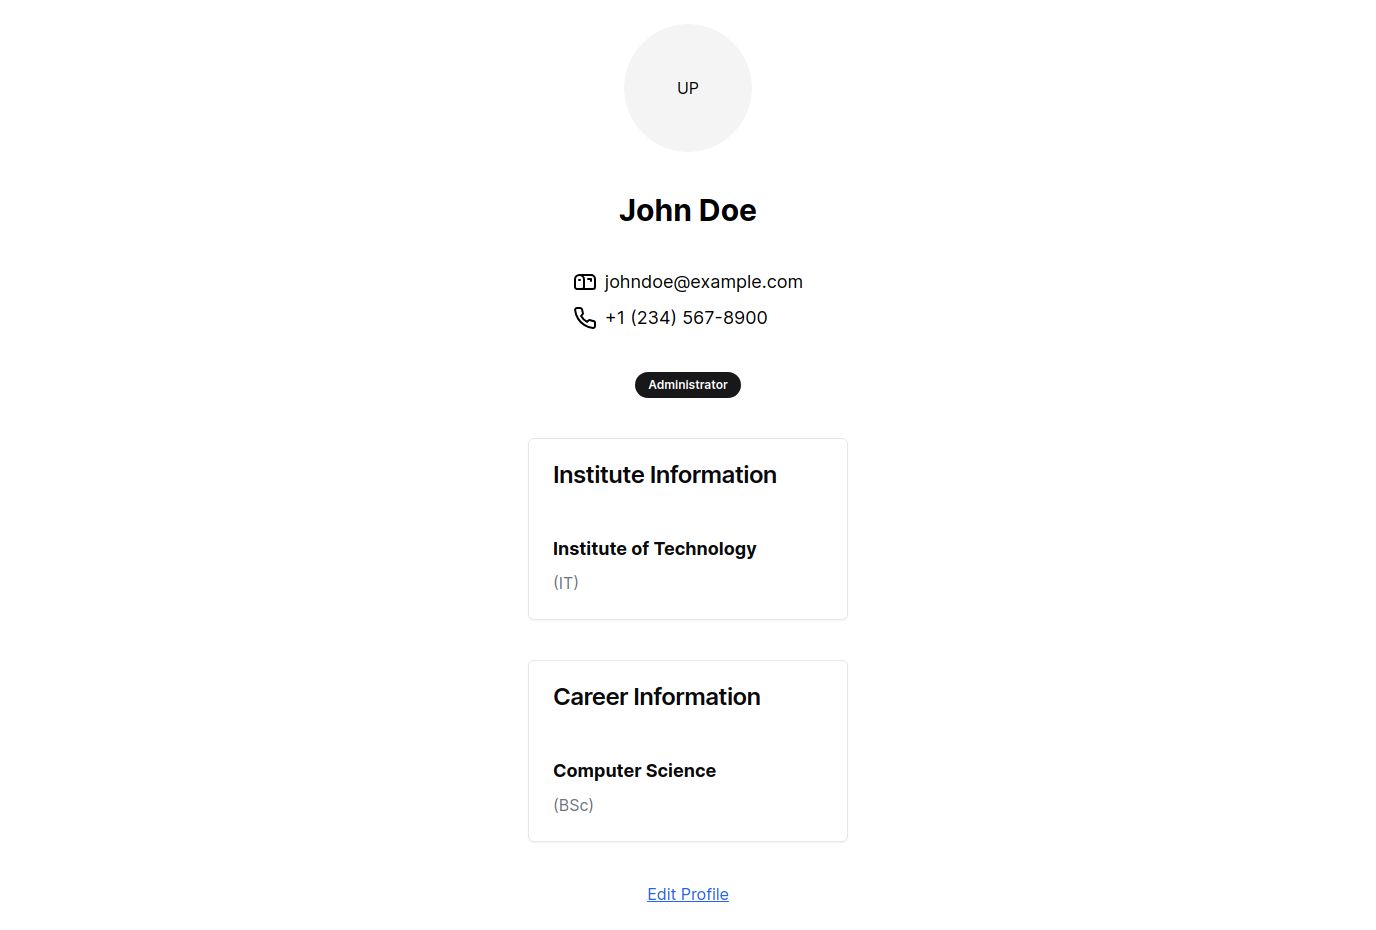 UP
John Doe
johndoe@example.com
+1 (234) 567-8900
Administrator
Institute Information
Institute of Technology
(IT)
Career Information
Computer Science
(BSc)
Edit Profile